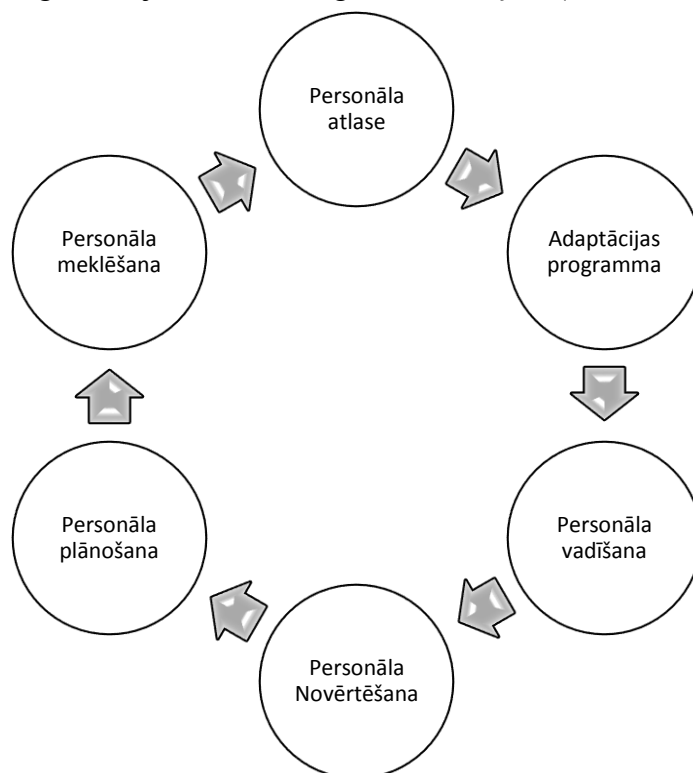 Personāla
atlase
Adaptācijas
programma
Personāla
vadīšana
Personāla
Novērtēšana
Personāla
plānošana
Personāla
meklēšana